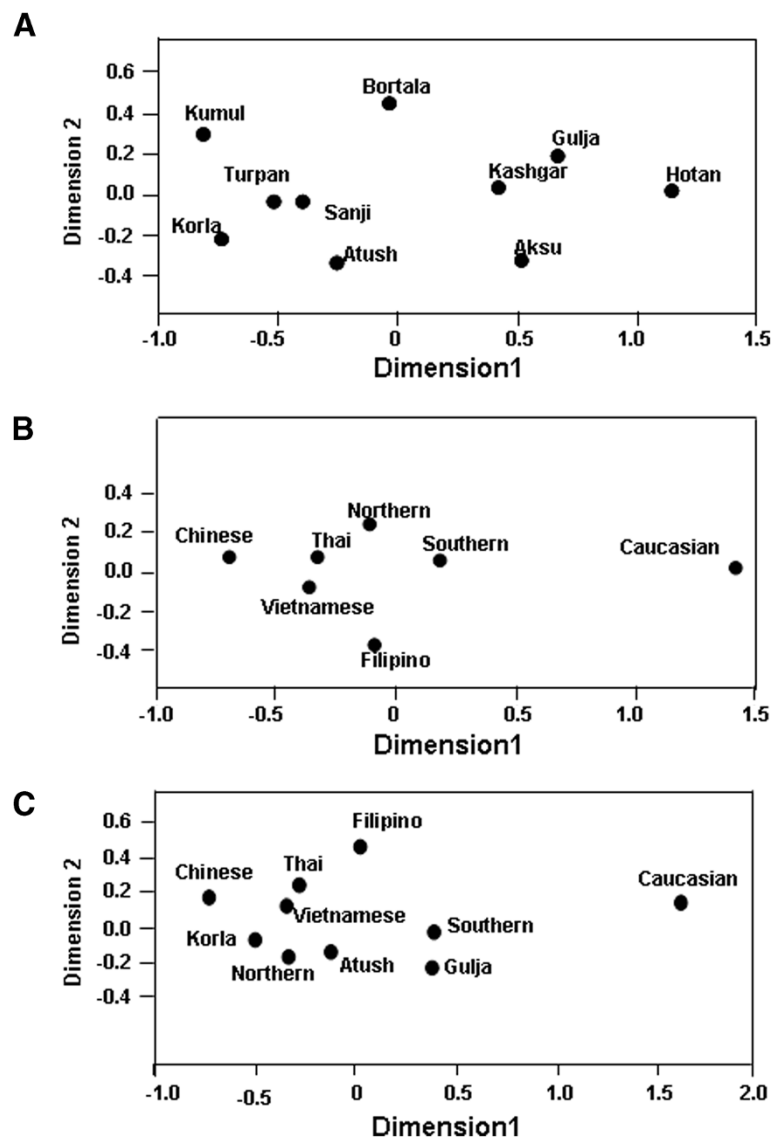 A
Dimension 2
0.6
0.4
0.2
0.0
-0.2
-0.4
Bortala
Kumul
Gulja
Turpan
Kashgar
Hotan
Sanji
Korla
Atush
Aksu
-1.0 -0.5 0 0.5 1.0 1.5
Dimension1
B
Dimension 2
0.4
0.2
0.0
-0.2
-0.4
Northern
Chinese
Thai
Southern
Caucasian
Vietnamese
Filipino
-1.0 -0.5 0 0.5 1.0 1.5
Dimension1
C
Dimension 2
0.6
0.4
0.2
0.0
-0.2
-0.4
Filipino
Thai
Chinese
Caucasian
Vietnamese
Southern
Korla
Northern
Atush
Gulja
-1.0 -0.5 0 0.5 1.0 1.5 2.0
Dimension1